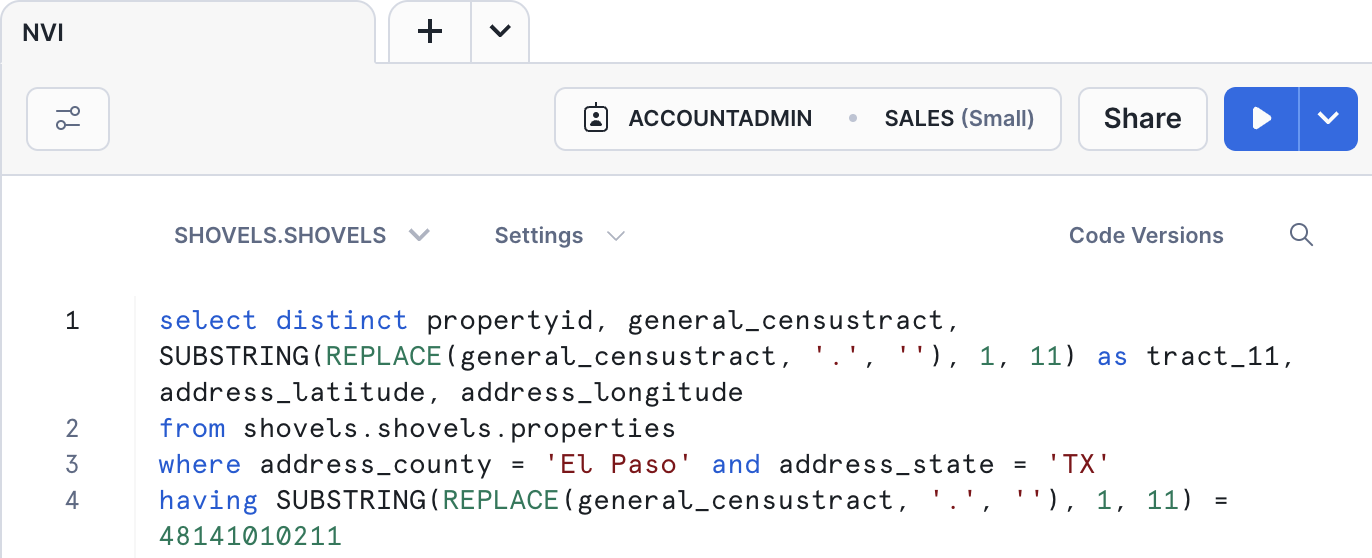 NVI
ACCOUNTADMIN • SALES (Small)
Share
SHOVELS.SHOVELS
Settings
Code Versions
1 select distinct propertyid, general_censustract,
SUBSTRING(REPLACE(general_censustract, '.', ''), 1, 11) as tract_11,
address_latitude, address_longitude
2 from shovels.shovels.properties
3 where address_county = 'El Paso' and address_state = 'TX'
4 having SUBSTRING(REPLACE(general_censustract, '.', ''), 1, 11) =
48141010211